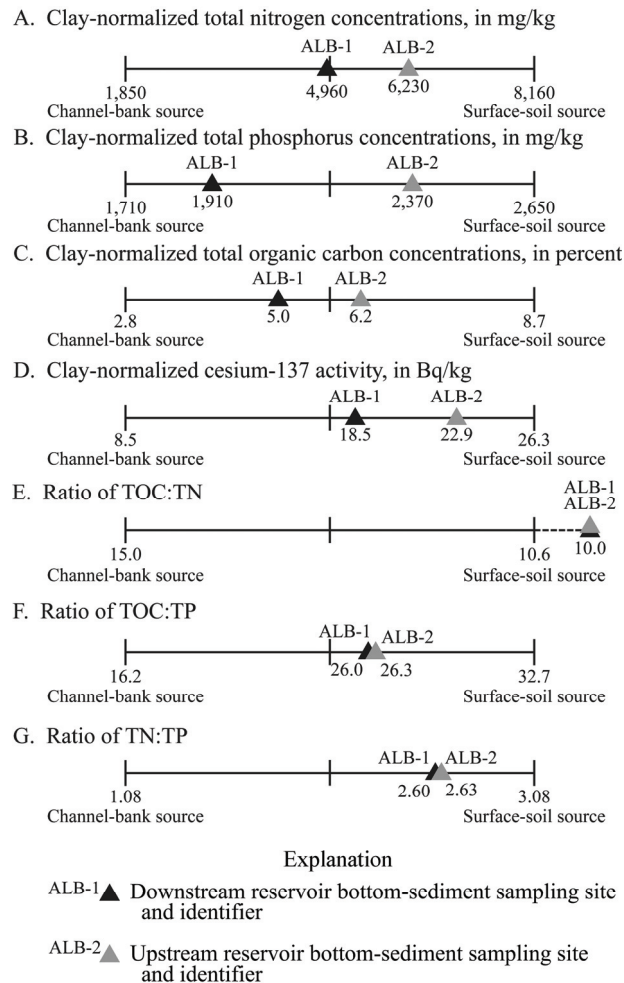 A. Clay-normalized total nitrogen concentrations, in mg/kg
ALB-1 ALB-2
1,850 4,960 6,230 8,160
Channel-bank source Surface-soil source
B. Clay-normalized total phosphorus concentrations, in mg/kg
ALB-1 ALB-2
1,710 1,910 2,370 2,650
Channel-bank source Surface-soil source
C. Clay-normalized total organic carbon concentrations, in percent
ALB-1 ALB-2
2.8 5.0 6.2 8.7
Channel-bank source Surface-soil source
D. Clay-normalized cesium-137 activity, in Bq/kg
ALB-1 ALB-2
8.5 18.5 22.9 26.3
Channel-bank source Surface-soil source
E. Ratio of TOC:TN
ALB-1
ALB-2
15.0 10.6 10.0
Channel-bank source Surface-soil source
F. Ratio of TOC:TP
ALB-1 ALB-2
16.2 26.0 26.3 32.7
Channel-bank source Surface-soil source
G. Ratio of TN:TP
ALB-1 ALB-2
1.08 2.60 2.63 3.08
Channel-bank source Surface-soil source
Explanation
ALB-1 Downstream reservoir bottom-sediment sampling site
and identifier
ALB-2 Upstream reservoir bottom-sediment sampling site
and identifier